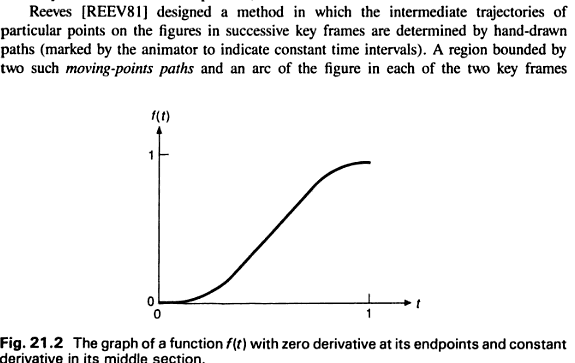 Reeves [REEV81] designed a method in which the intermediate trajectories of
particular points on the figures in successive key frames are determined by hand-drawn
paths (marked by the animator to indicate constant time intervals). A region bounded by
two such moving-points paths and an arc of the figure in each of the two key frames
f(t)
1
0
0
1
t
Fig. 21.2 The graph of a function f(t) with zero derivative at its endpoints and constant
derivative in its middle section.